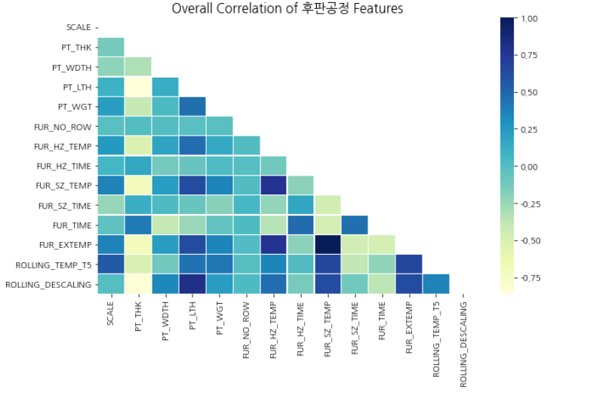 Overall Correlation of 후판공정 Features
SCALE
PT_THK
PT_WDTH
PT_LTH
PT_WGT
FUR_NO_ROW
FUR_HZ_TEMP
FUR_HZ_TIME
FUR_SZ_TEMP
FUR_SZ_TIME
FUR_TIME
FUR_EXTEMP
ROLLING_TEMP_T5
ROLLING_DESCALING
SCALE
PT_THK
PT_WDTH
PT_LTH
PT_WGT
FUR_NO_ROW
FUR_HZ_TEMP
FUR_HZ_TIME
FUR_SZ_TEMP
FUR_SZ_TIME
FUR_TIME
FUR_EXTEMP
ROLLING_TEMP_T5
ROLLING_DESCALING
1.00
0.75
0.50
0.25
0.00
-0.25
-0.50
-0.75